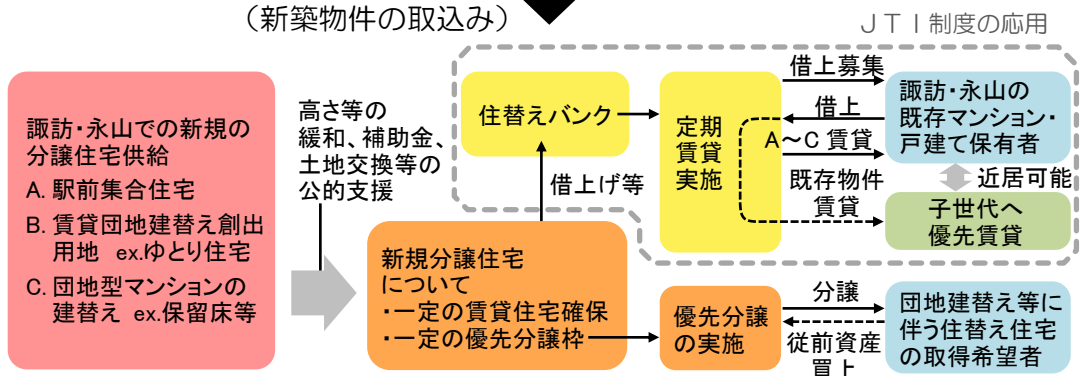 （新築物件の取込み）
ＪＴＩ制度の応用
諏訪・永山での新規の
分譲住宅供給
A. 駅前集合住宅
B. 賃貸団地建替え創出
用地 ex.ゆとり住宅
C. 団地型マンションの
建替え ex.保留床等
高さ等の
緩和、補助金、
土地交換等の
公的支援
住替えバンク
借上げ等
新規分譲住宅
について
・一定の賃貸住宅確保
・一定の優先分譲枠
定期
賃貸
実施
借上募集
借上
A～C 賃貸
既存物件
賃貸
諏訪・永山の
既存マンション・
戸建て保有者
近居可能
子世代へ
優先賃貸
優先分譲
の実施
分譲
従前資産
買上
団地建替え等に
伴う住替え住宅
の取得希望者